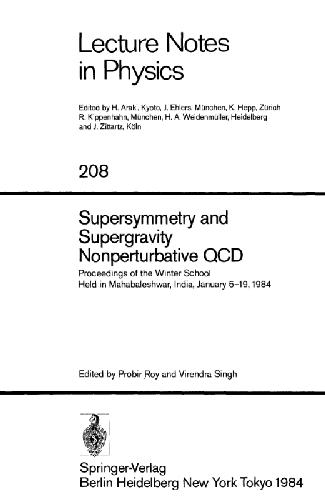 Lecture Notes
in Physics
Edited by H. Araki, Kyoto, J. Ehlers, München, K. Hepp, Zürich
R. Kippenhahn, München, H. A. Weidenmüller, Heidelberg
and J. Zittartz, Köln
208
Supersymmetry and
Supergravity
Nonperturbative QCD
Proceedings of the Winter School
Held in Mahabaleshwar, India, January 5–19, 1984
Edited by Probir Roy and Virendra Singh
Springer-Verlag
Berlin Heidelberg New York Tokyo 1984